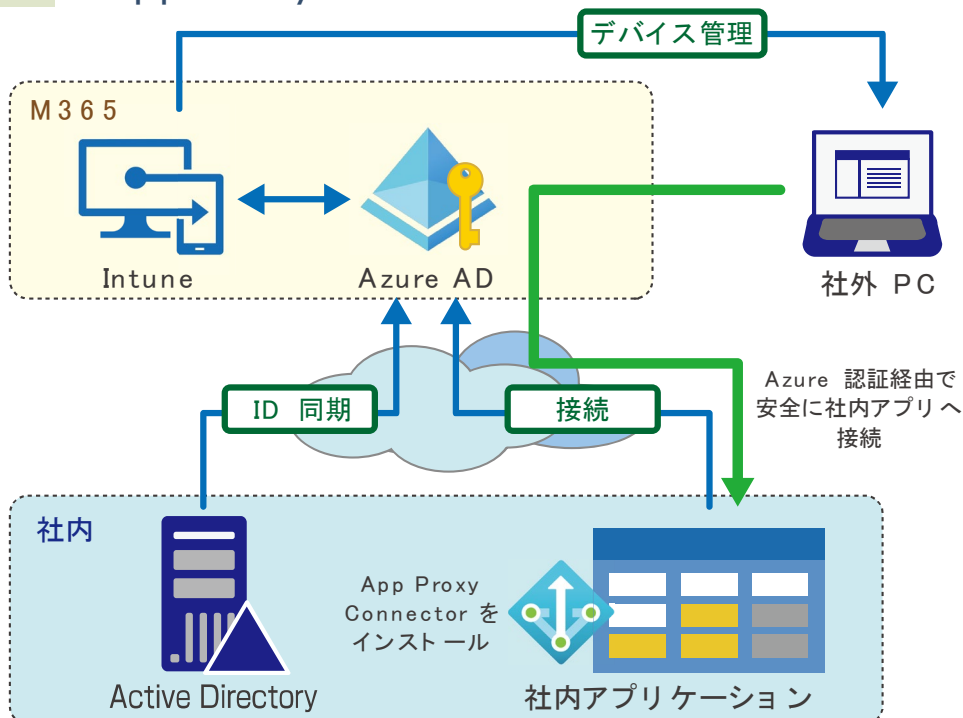 デバイス管理
M365
Intune
Azure AD
社外 PC
ID 同期
接続
Azure 認証経由で
安全に社内アプリへ
接続
社内
App Proxy
Connector を
インストール
Active Directory
社内アプリケーション